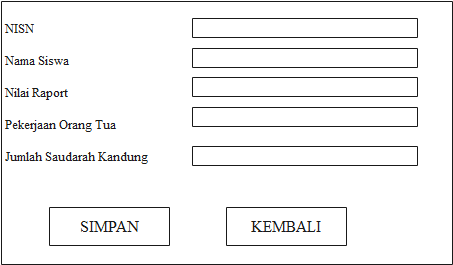 NISN
Nama Siswa
Nilai Raport
Pekerjaan Orang Tua
Jumlah Saudarah Kandung
SIMPAN KEMBALI